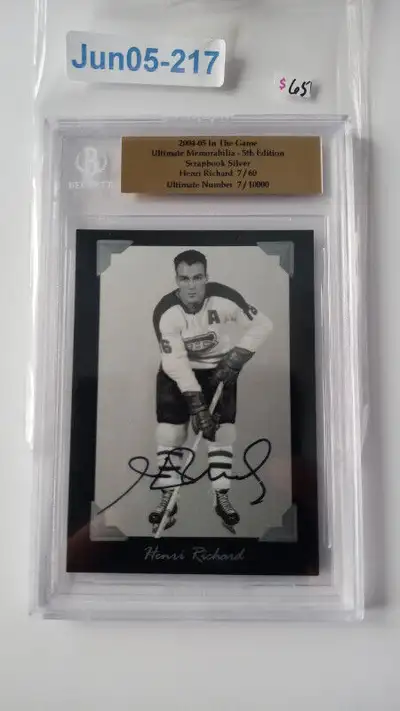 Jun05-217
$65
2004-05 In The Game
Ultimate Memorabilia - 5th Edition
Scrapbook Silver
Henri Richard 7/60
Ultimate Number 7/10000
BECKETT
A
Henri Richard